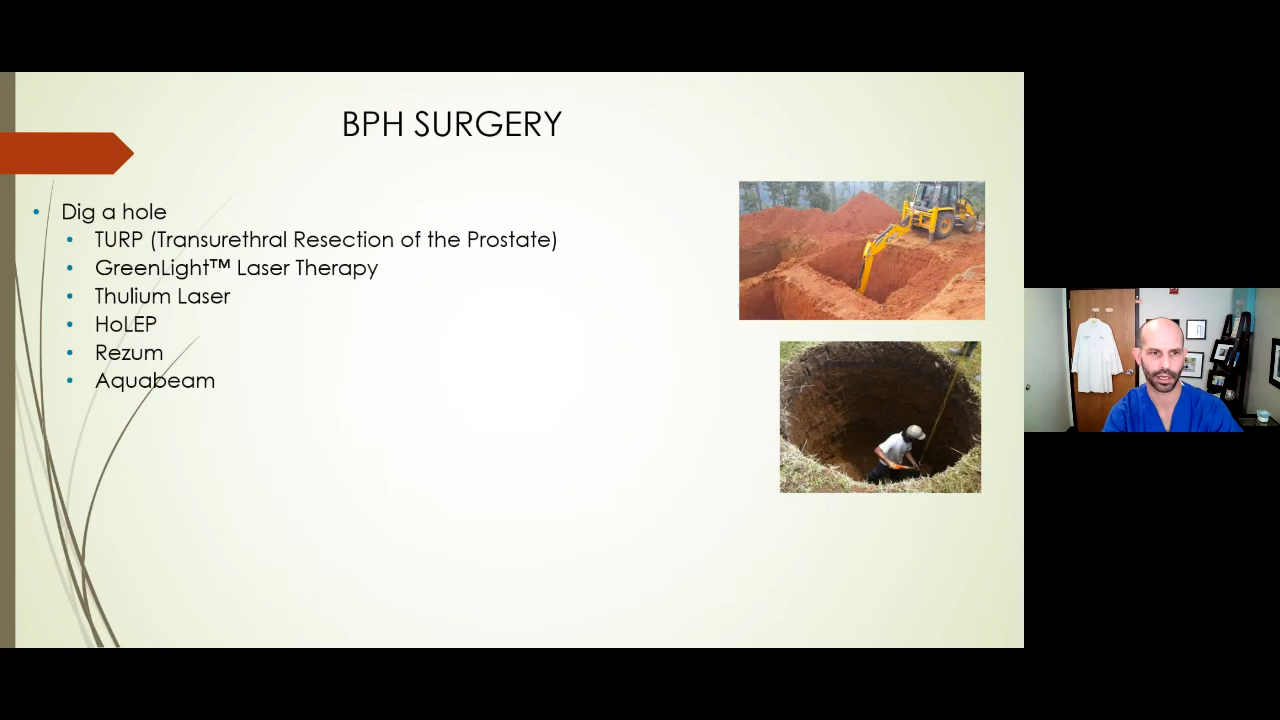 BPH SURGERY
• Dig a hole
• TURP (Transurethral Resection of the Prostate)
• GreenLight™ Laser Therapy
• Thulium Laser
• HoLEP
• Rezum
• Aquabeam